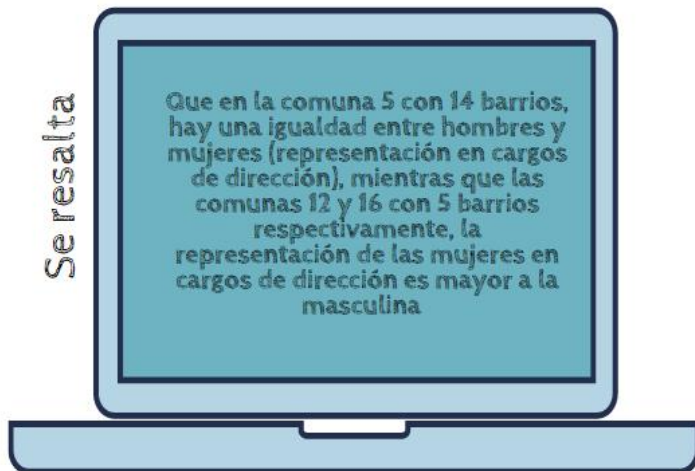 Se resalta
Que en la comuna 5 con 14 barrios,
hay una igualdad entre hombres y
mujeres (representación en cargos
de dirección), mientras que las
comunas 12 y 16 con 5 barrios
respectivamente, la
representación de las mujeres en
cargos de dirección es mayor a la
masculina